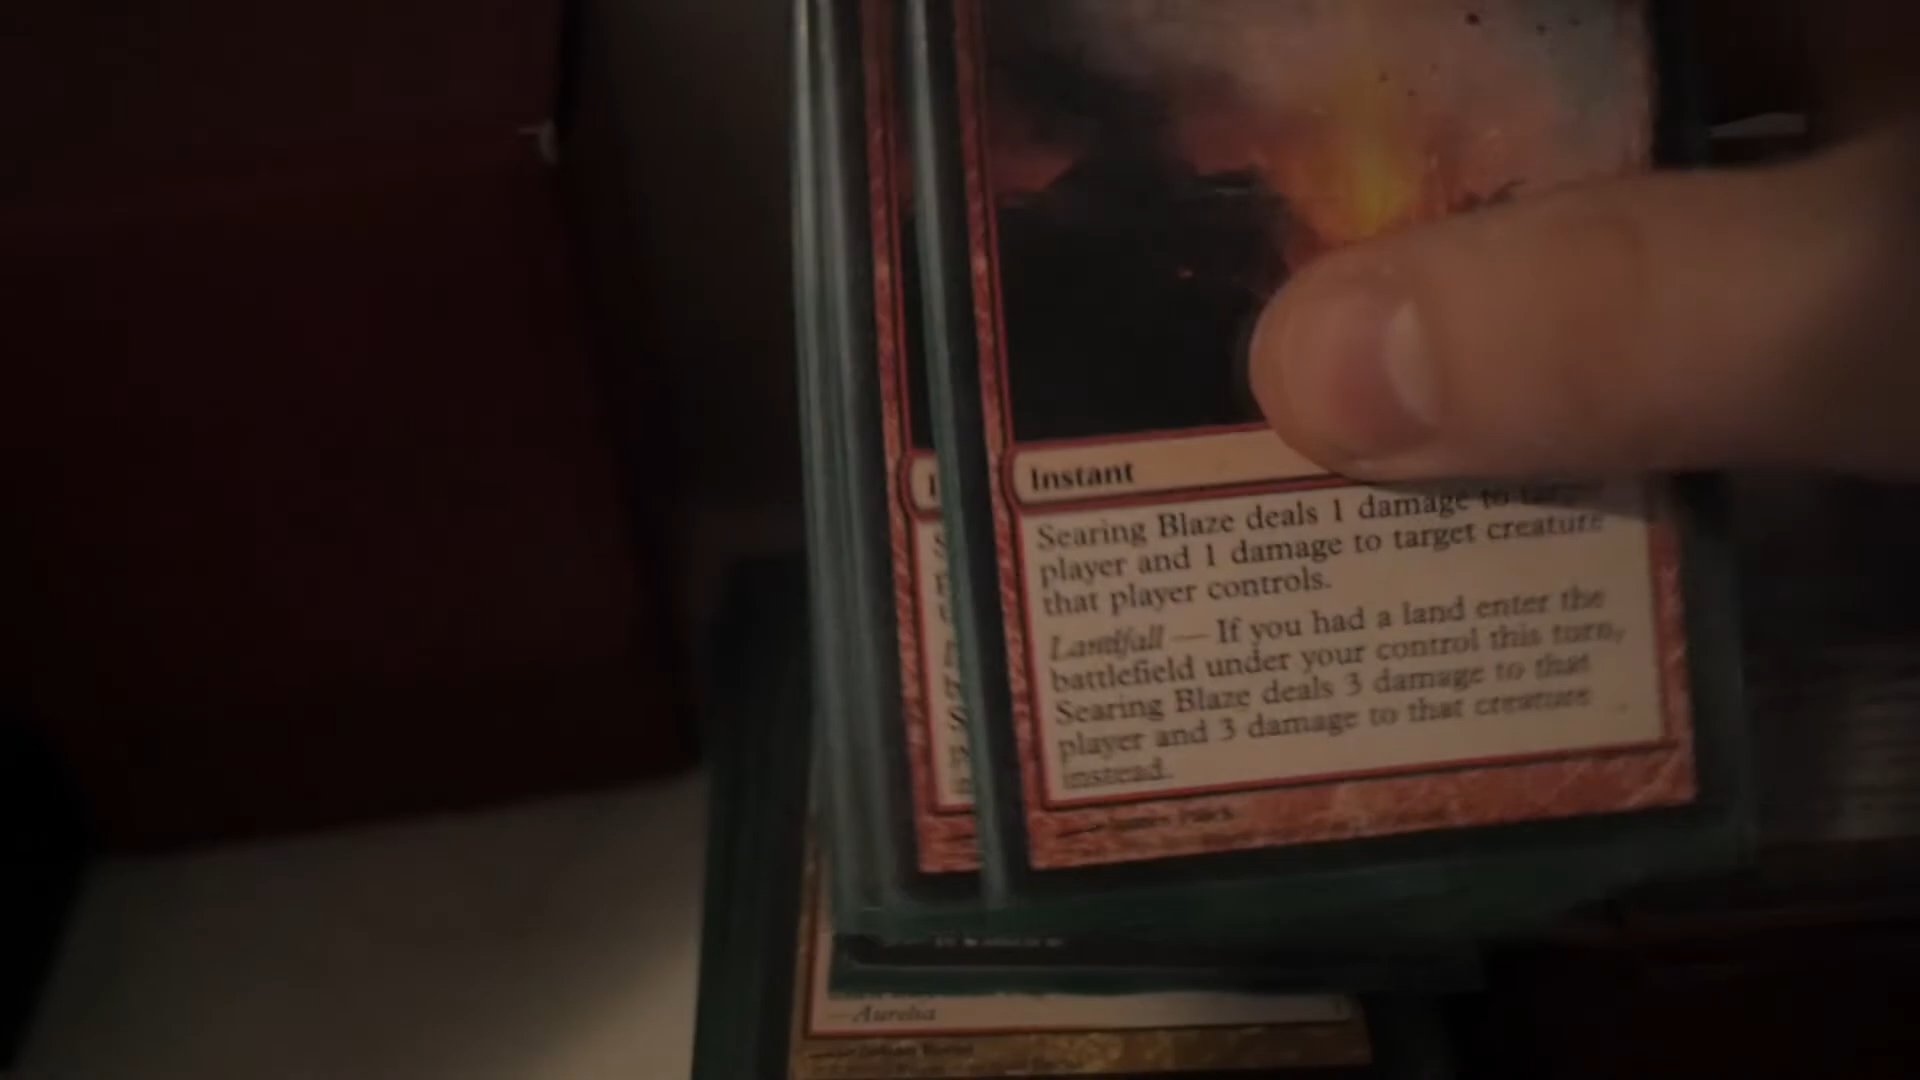 Instant
Searing Blaze deals 1 damage to target
player and 1 damage to target creature
that player controls.
Landfall — If you had a land enter the
battlefield under your control this turn,
Searing Blaze deals 3 damage to that
player and 3 damage to that creature
instead.
—Aurelia